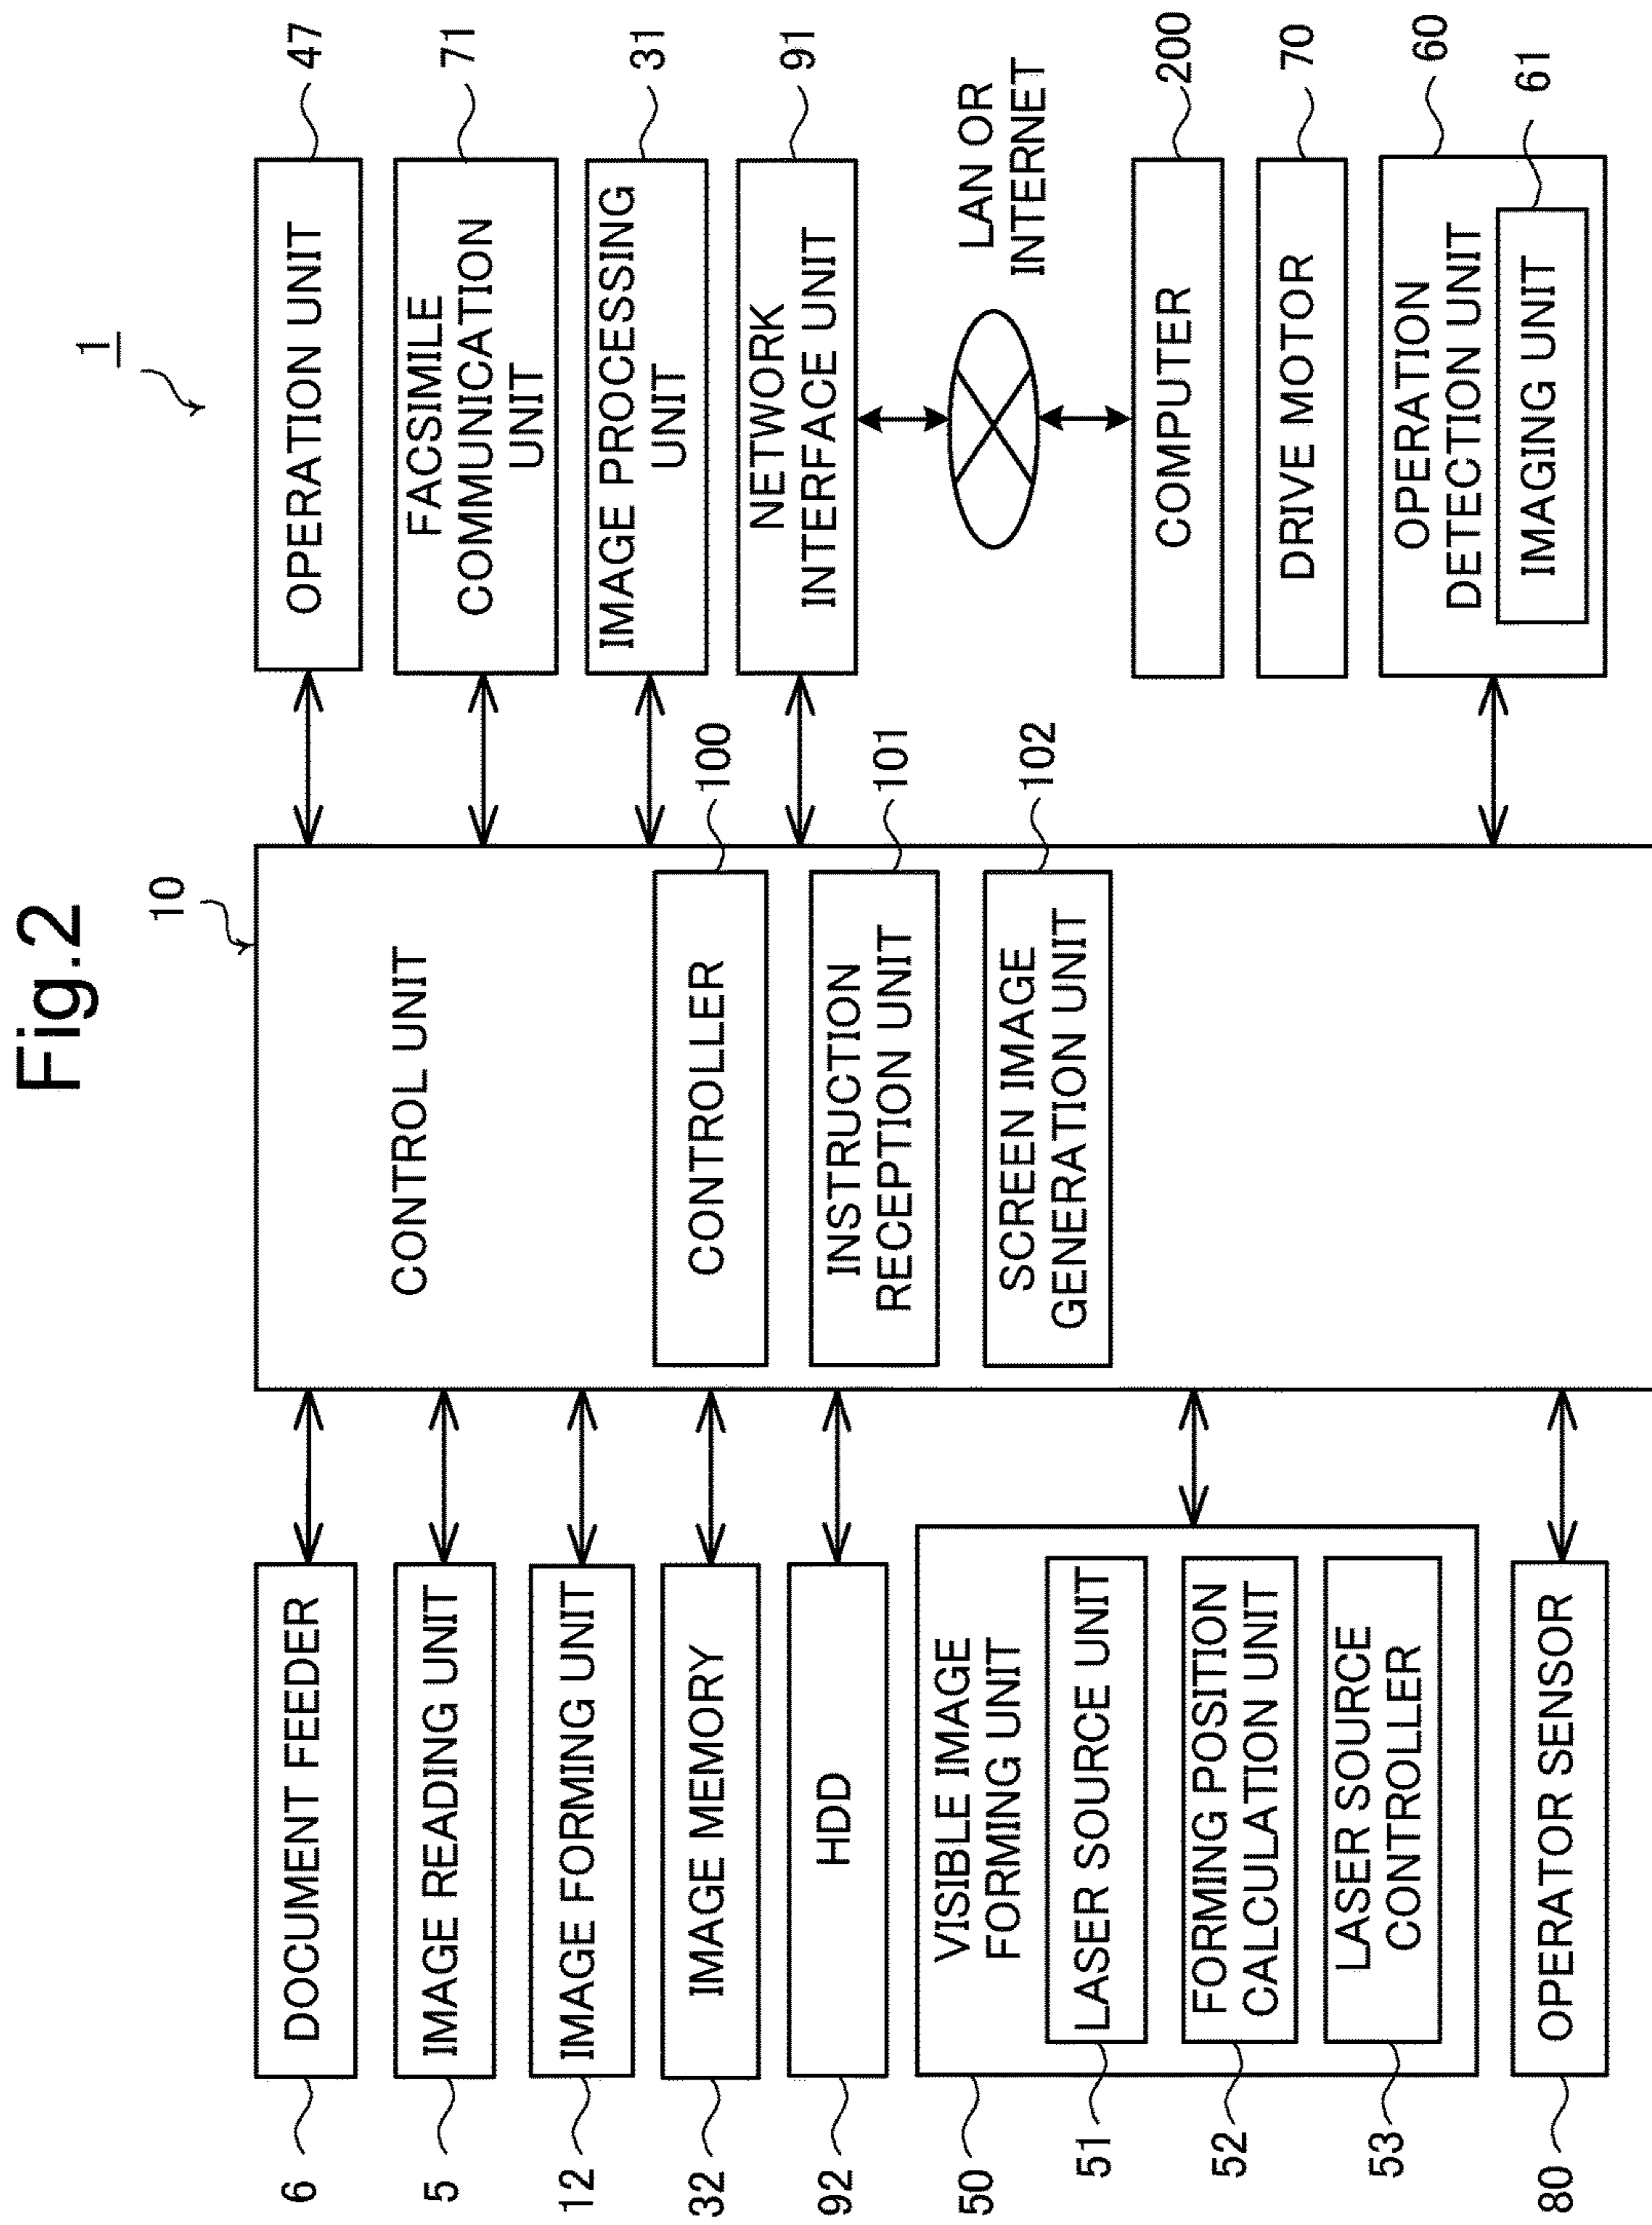 Fig.2
1
10
CONTROL UNIT
CONTROLLER
100
INSTRUCTION
RECEPTION UNIT
101
SCREEN IMAGE
GENERATION UNIT
102
6
DOCUMENT FEEDER
5
IMAGE READING UNIT
12
IMAGE FORMING UNIT
32
IMAGE MEMORY
92
HDD
50
VISIBLE IMAGE
FORMING UNIT
51
LASER SOURCE UNIT
52
FORMING POSITION
CALCULATION UNIT
53
LASER SOURCE
CONTROLLER
80
OPERATOR SENSOR
OPERATION UNIT
47
FACSIMILE
COMMUNICATION
UNIT
71
IMAGE PROCESSING
UNIT
31
NETWORK
INTERFACE UNIT
91
LAN OR
INTERNET
COMPUTER
200
DRIVE MOTOR
70
OPERATION
DETECTION UNIT
60
IMAGING UNIT
61